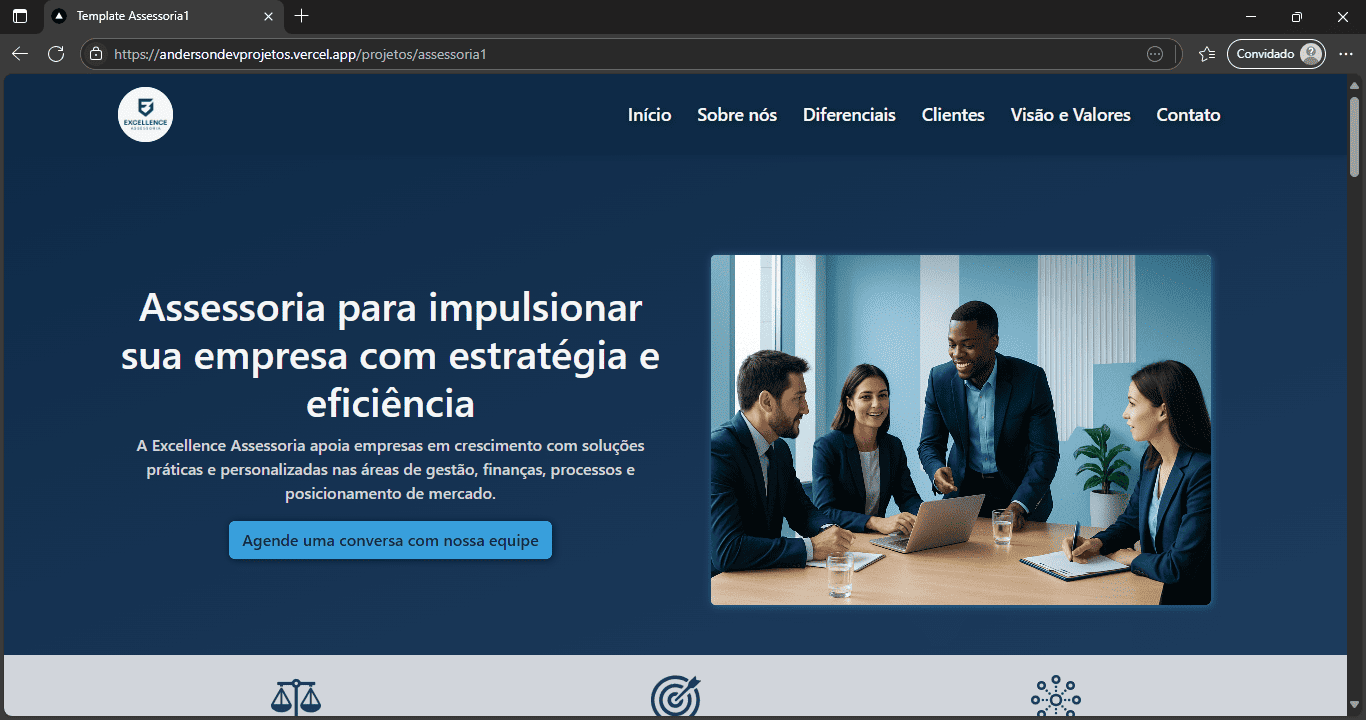 Template Assessoria1
https://andersondevprojetos.vercel.app/projetos/assessoria1
Convidado
EXCELLENCE
ASSESSORIA
Início Sobre nós Diferenciais Clientes Visão e Valores Contato
Assessoria para impulsionar
sua empresa com estratégia e
eficiência
A Excellence Assessoria apoia empresas em crescimento com soluções
práticas e personalizadas nas áreas de gestão, finanças, processos e
posicionamento de mercado.
Agende uma conversa com nossa equipe